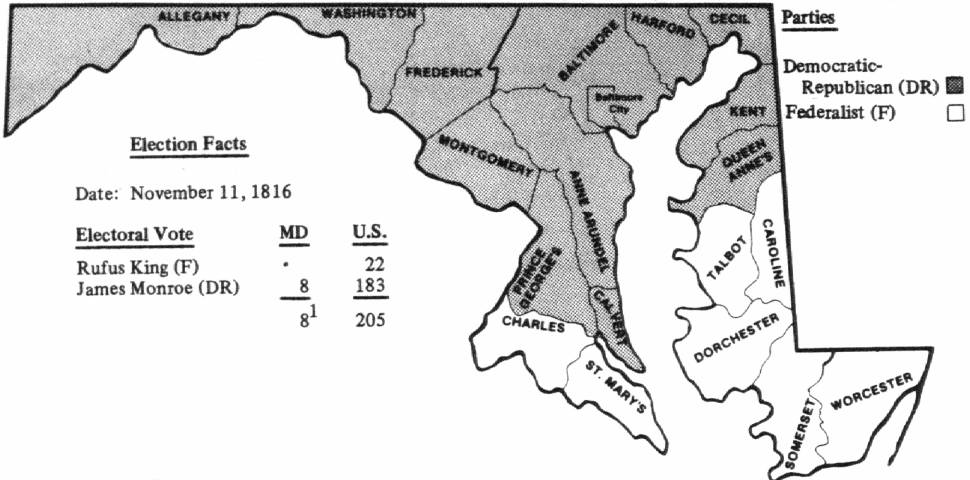 Parties
Democratic-
Republican (DR)
Federalist (F)
Election Facts
Date: November 11, 1816
Electoral Vote MD U.S.
Rufus King (F) 22
James Monroe (DR) 8 183
8¹ 205
ALLEGANY
WASHINGTON
FREDERICK
BALTIMORE
HARFORD
CECIL
Baltimore
City
KENT
QUEEN
ANNE'S
MONTGOMERY
ANNE ARUNDEL
PRINCE
GEORGE'S
CALVERT
CHARLES
ST. MARY'S
TALBOT
CAROLINE
DORCHESTER
SOMERSET
WORCESTER